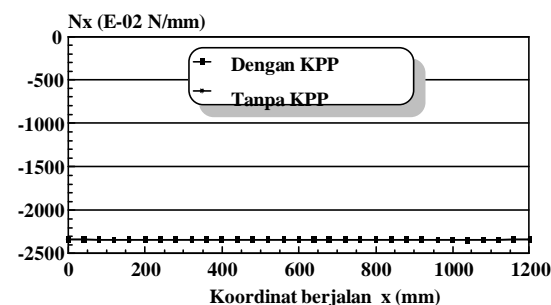 Nx (E-02 N/mm)
0
Dengan KPP
-500
Tanpa KPP
-1000
-1500
-2000
-2500
0 200 400 600 800 1000 1200
Koordinat berjalan x (mm)